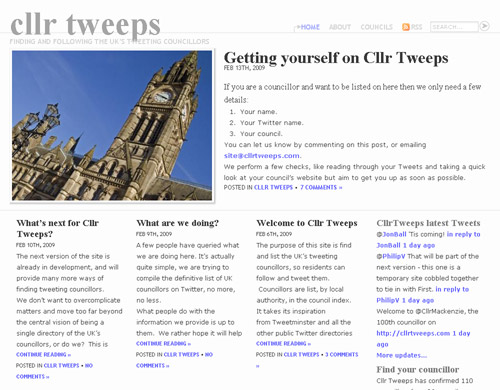 cllr tweeps
FINDING AND FOLLOWING THE UK'S TWEETING COUNCILLORS
HOME ABOUT COUNCILS RSS SEARCH...
Getting yourself on Cllr Tweeps
FEB 13TH, 2009
If you are a councillor and want to be listed on here then we only need a few
details:
1. Your name.
2. Your Twitter name.
3. Your council.
You can let us know by commenting on this post, or emailing
site@cllrtweeps.com.
We perform a few checks, like reading through your Tweets and taking a quick
look at your council's website but aim to get you up as soon as possible.
POSTED IN CLLR TWEEPS • 7 COMMENTS »
What's next for Cllr
Tweeps?
FEB 10TH, 2009
The next version of the site is
already in development, and will
provide many more ways of
finding tweeting councillors.
We don't want to overcomplicate
matters and move too far beyond
the central vision of being a
single directory of the UK's
councillors, or do we? This is
CONTINUE READING »
POSTED IN CLLR TWEEPS • NO
COMMENTS »
What are we doing?
FEB 9TH, 2009
A few people have queried what
we are doing here. It's actually
quite simple, we are trying to
compile the definitive list of UK
councillors on Twitter, no more,
no less.
What people do with the
information we provide is up to
them. We rather hope it will help
CONTINUE READING »
POSTED IN CLLR TWEEPS • NO
COMMENTS »
Welcome to Cllr Tweeps
FEB 6TH, 2009
The purpose of this site is find
and list the UK's tweeting
councillors, so residents can
follow and tweet them.
Councillors are list, by local
authority, in the council index.
It takes its inspiration
from Tweetminster and all the
other public Twitter directories
CONTINUE READING »
POSTED IN CLLR TWEEPS • 3 COMMENTS
»
CllrTweeps latest Tweets
@JonBall 'Tis coming! in reply to
JonBall 1 day ago
@PhilipV That will be part of the
next version - this one is a
temporary site cobbled together
to tie in with First. in reply to
PhilipV 1 day ago
Welcome to @CllrMackenzie, the
100th councillor on
http://cllrtweeps.com 1 day
ago
More updates...
Find your councillor
Cllr Tweeps has confirmed 110